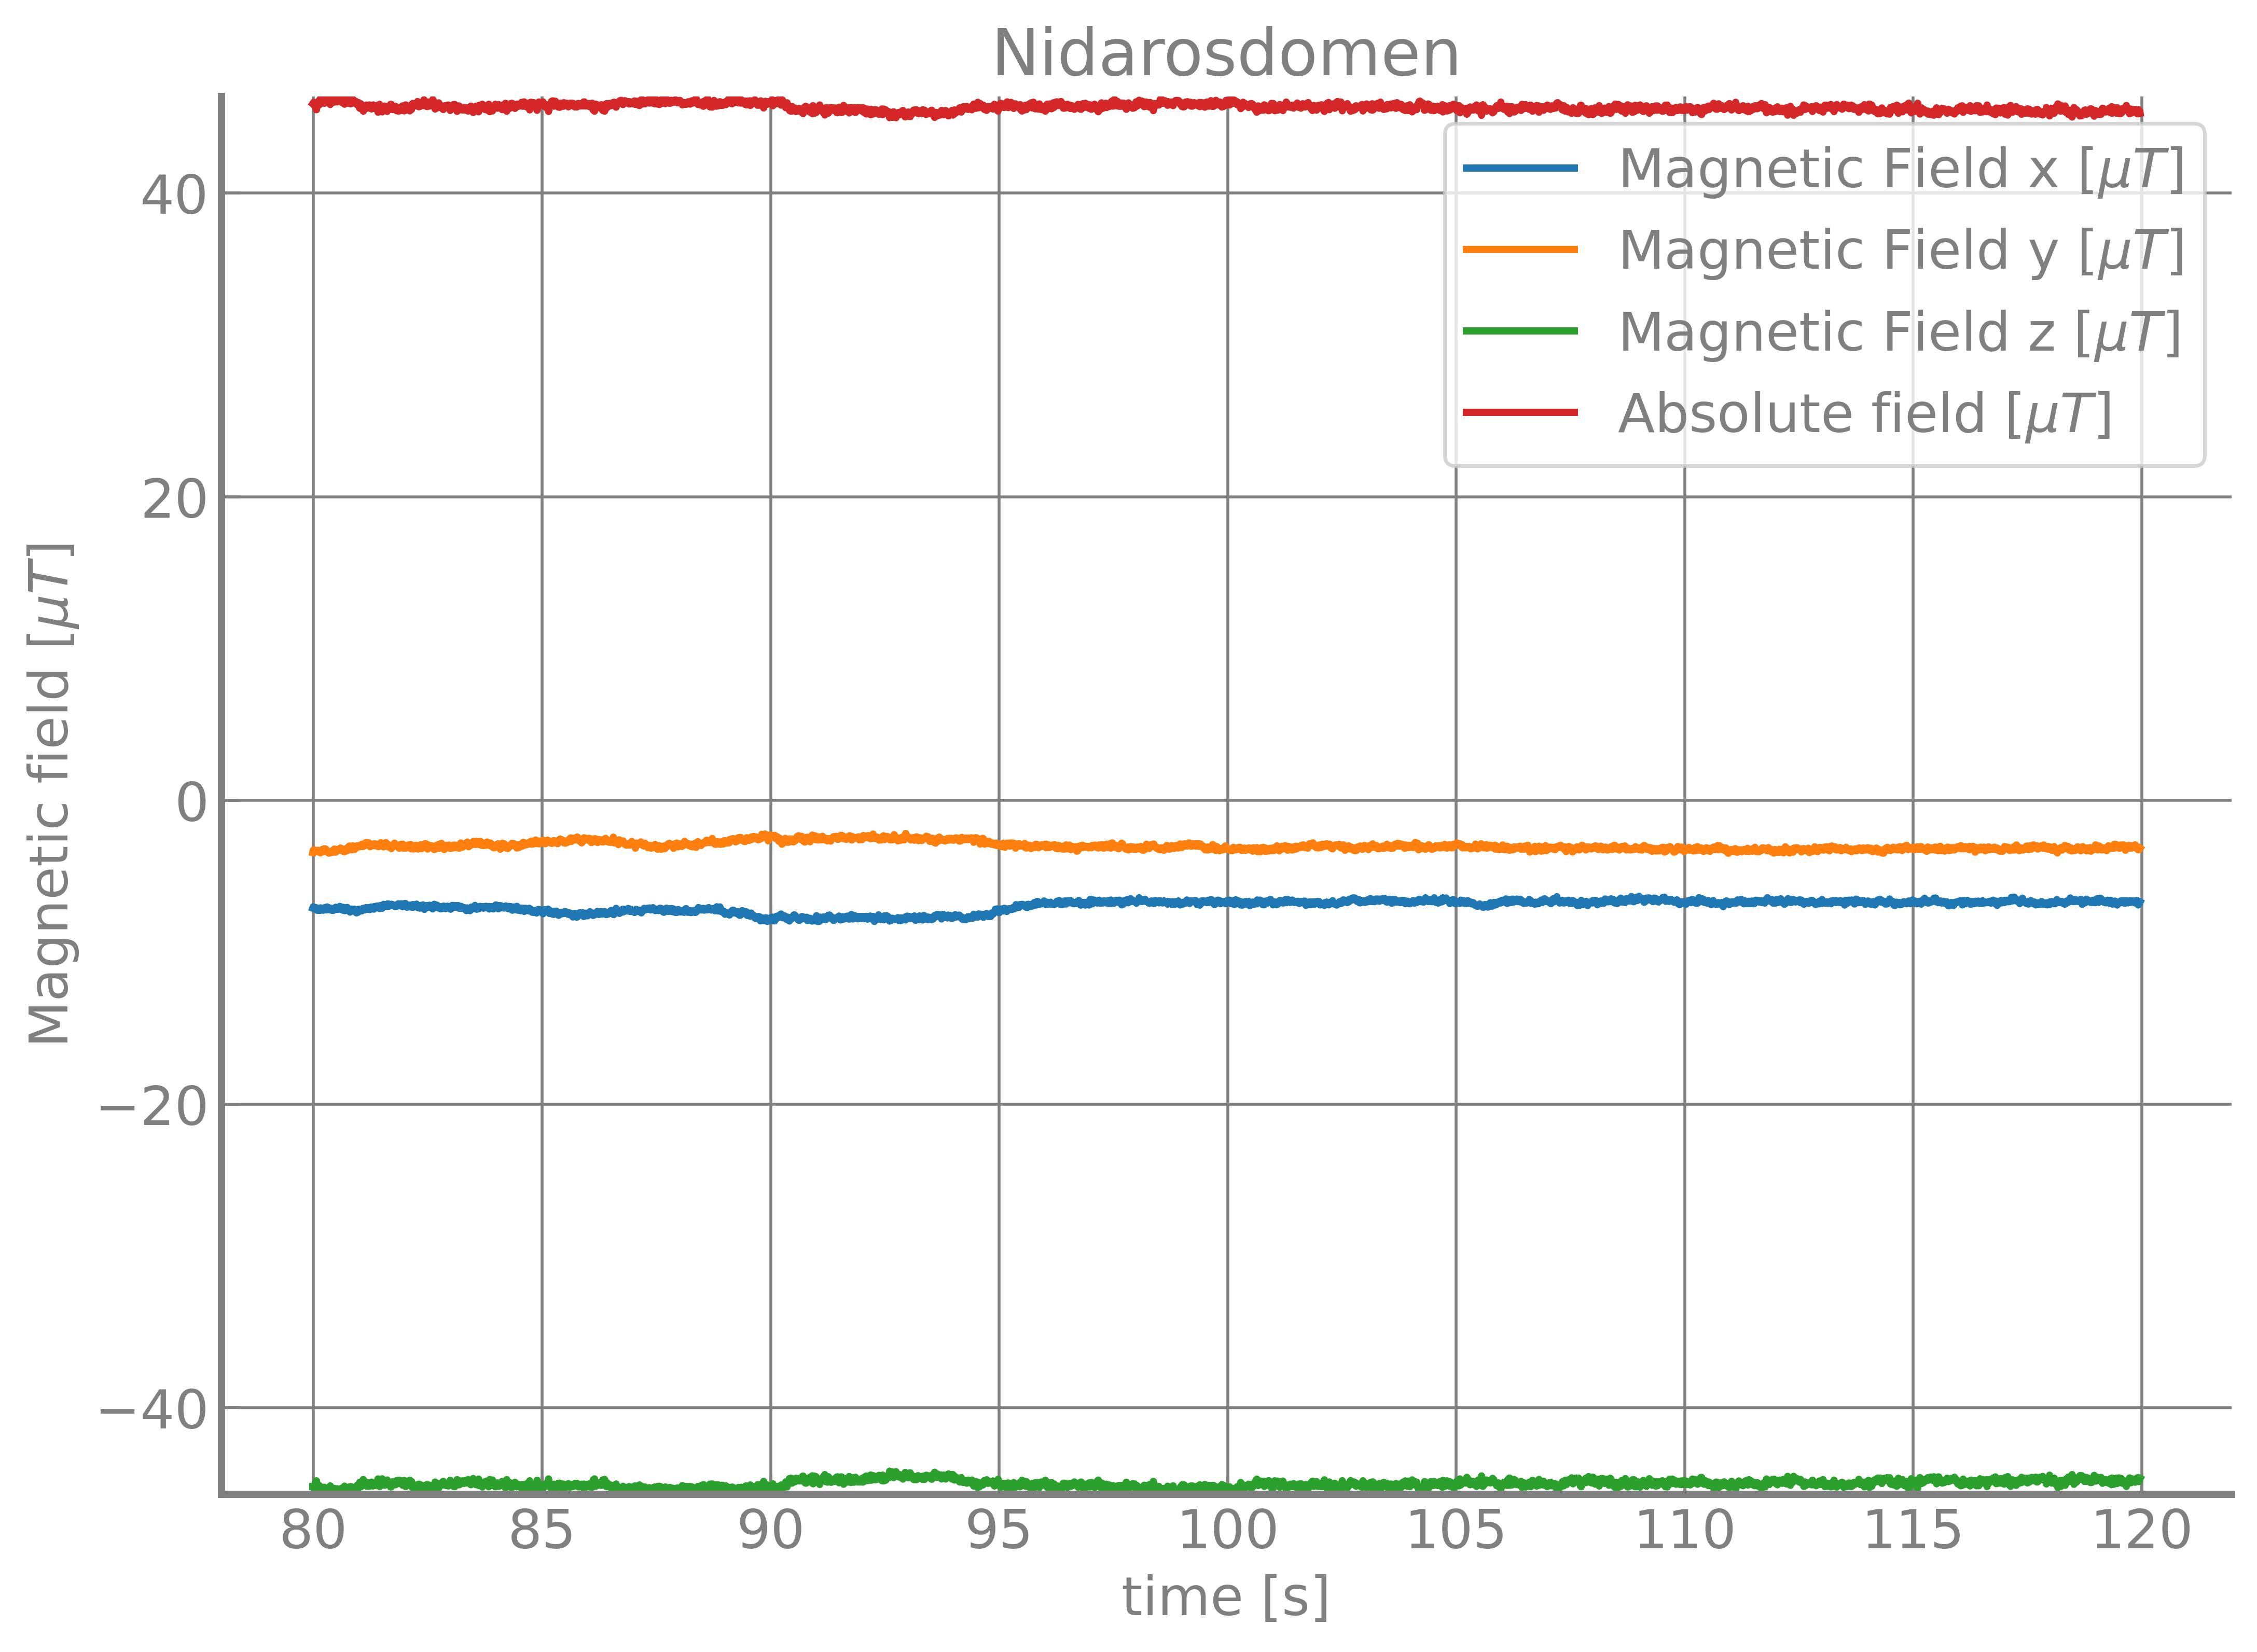 Nidarosdomen
Magnetic field [μT]
40
20
0
−20
−40
Magnetic Field x [μT]
Magnetic Field y [μT]
Magnetic Field z [μT]
Absolute field [μT]
80 85 90 95 100 105 110 115 120
time [s]